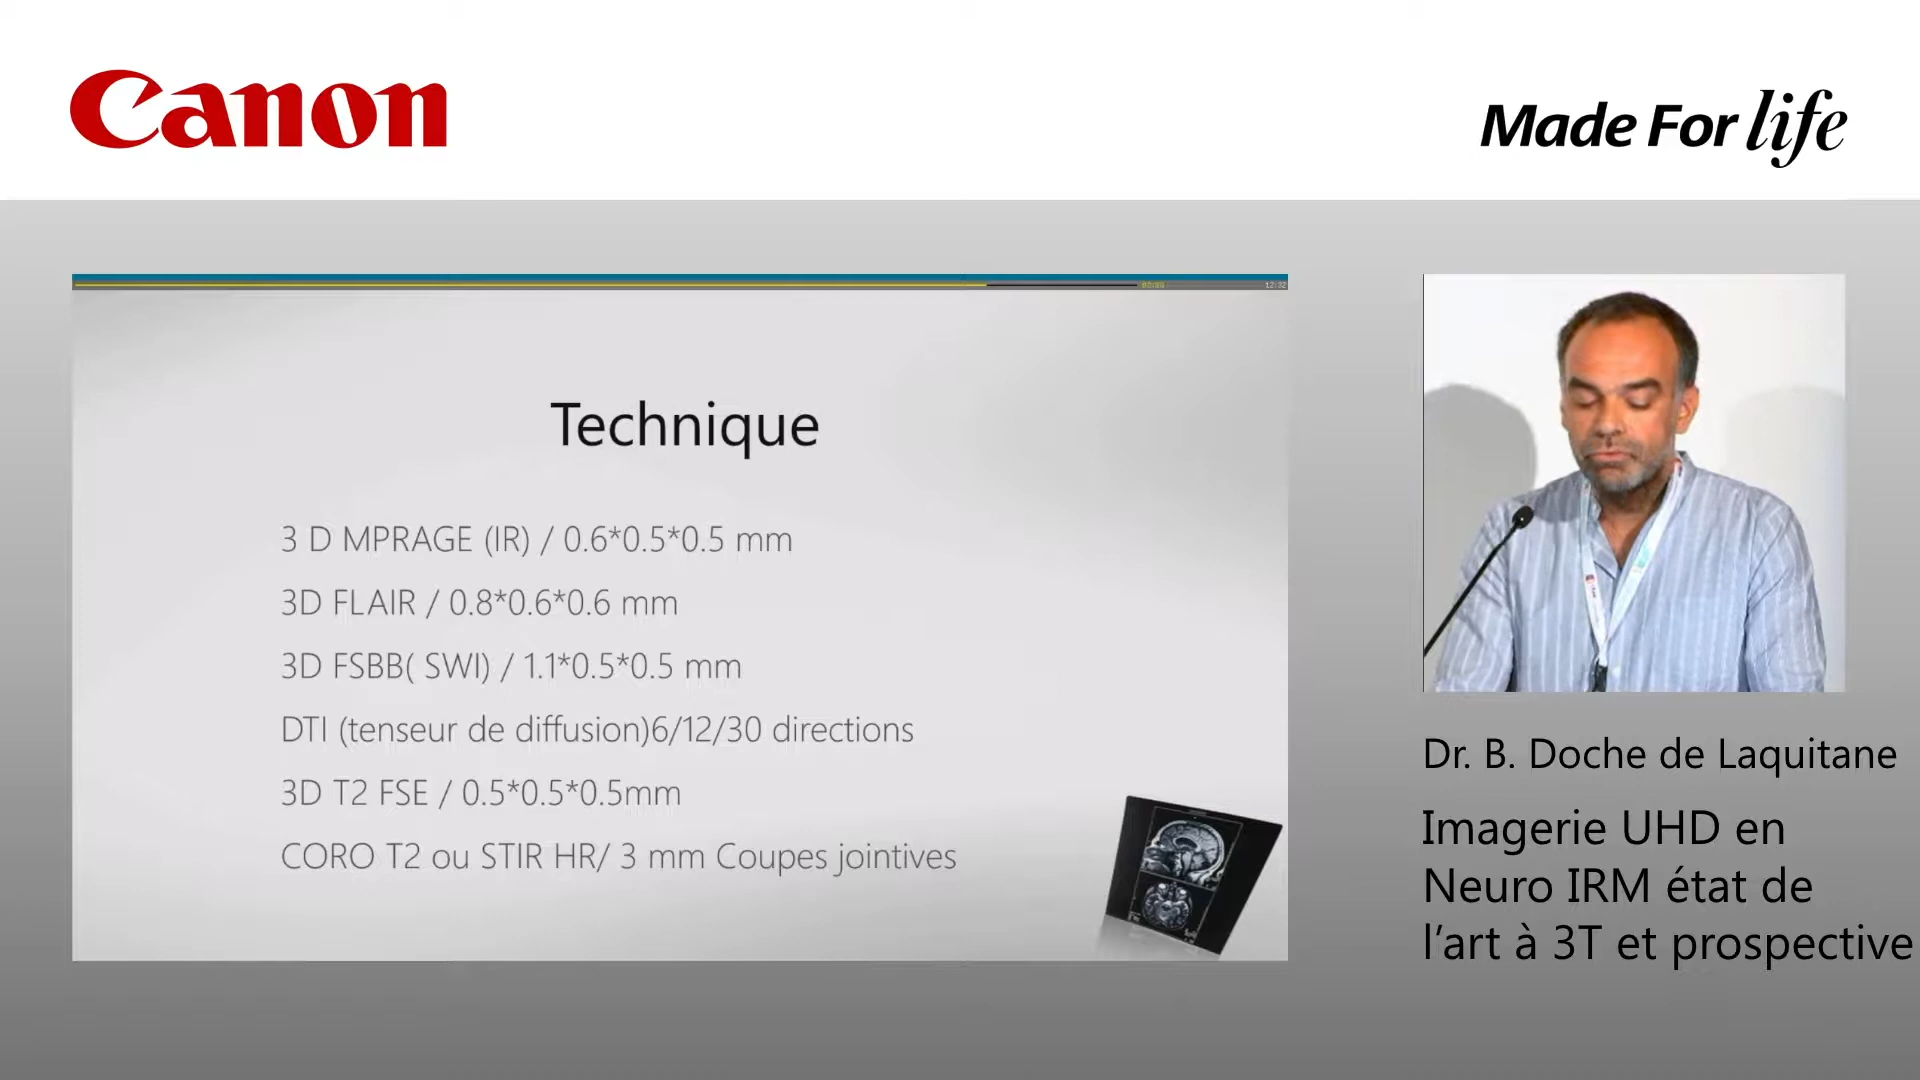 Canon
Made For life
12:32
Technique
3 D MPRAGE (IR) / 0.6*0.5*0.5 mm
3D FLAIR / 0.8*0.6*0.6 mm
3D FSBB( SWI) / 1.1*0.5*0.5 mm
DTI (tenseur de diffusion)6/12/30 directions
3D T2 FSE / 0.5*0.5*0.5mm
CORO T2 ou STIR HR/ 3 mm Coupes jointives
Dr. B. Doche de Laquitane
Imagerie UHD en
Neuro IRM état de
l’art à 3T et prospective